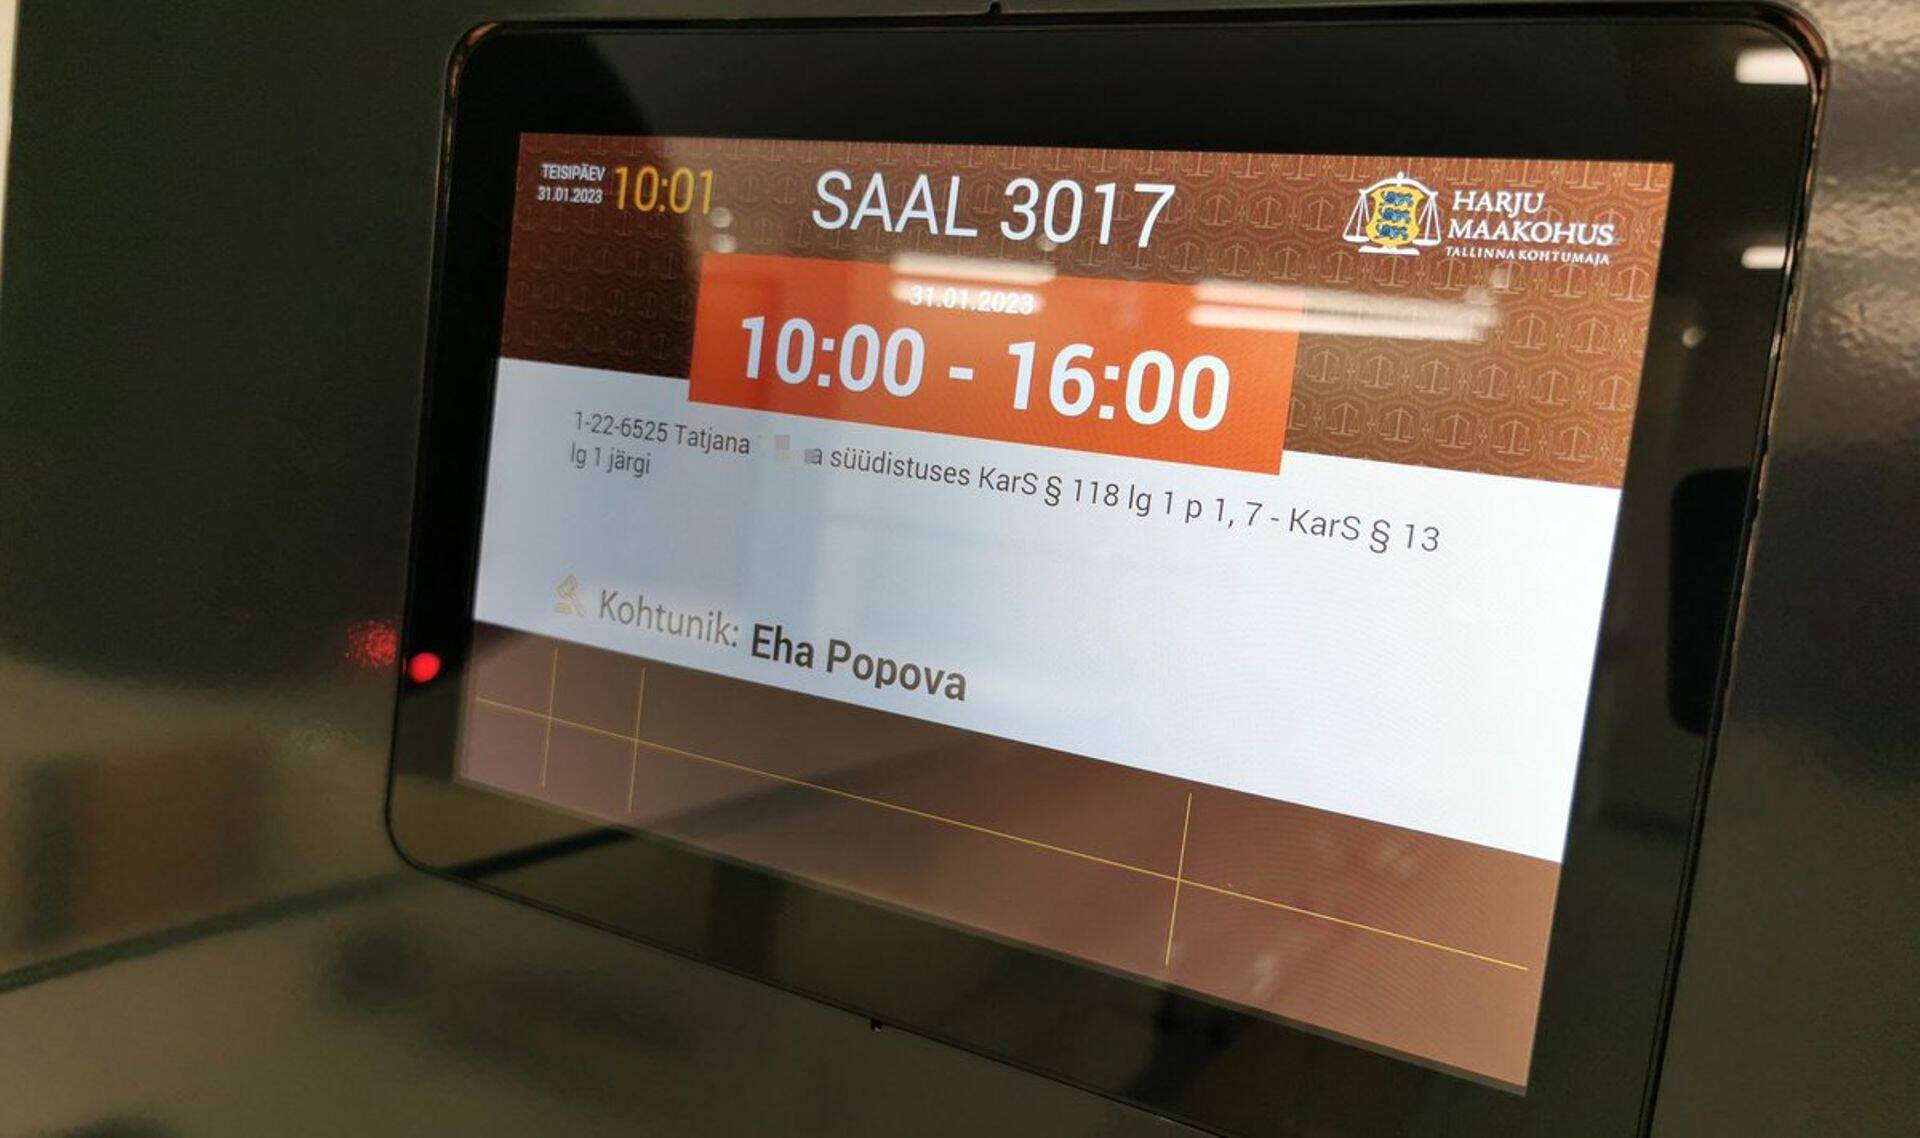 TEISIPÄEV
31.01.2023
10:01
SAAL 3017
HARJU
MAAKOHUS
TALLINNA KOHTUMAJA
31.01.2023
10:00 - 16:00
1-22-6525 Tatjana a süüdistuses KarS § 118 lg 1 p 1, 7 - KarS § 13
lg 1 järgi
Kohtunik: Eha Popova